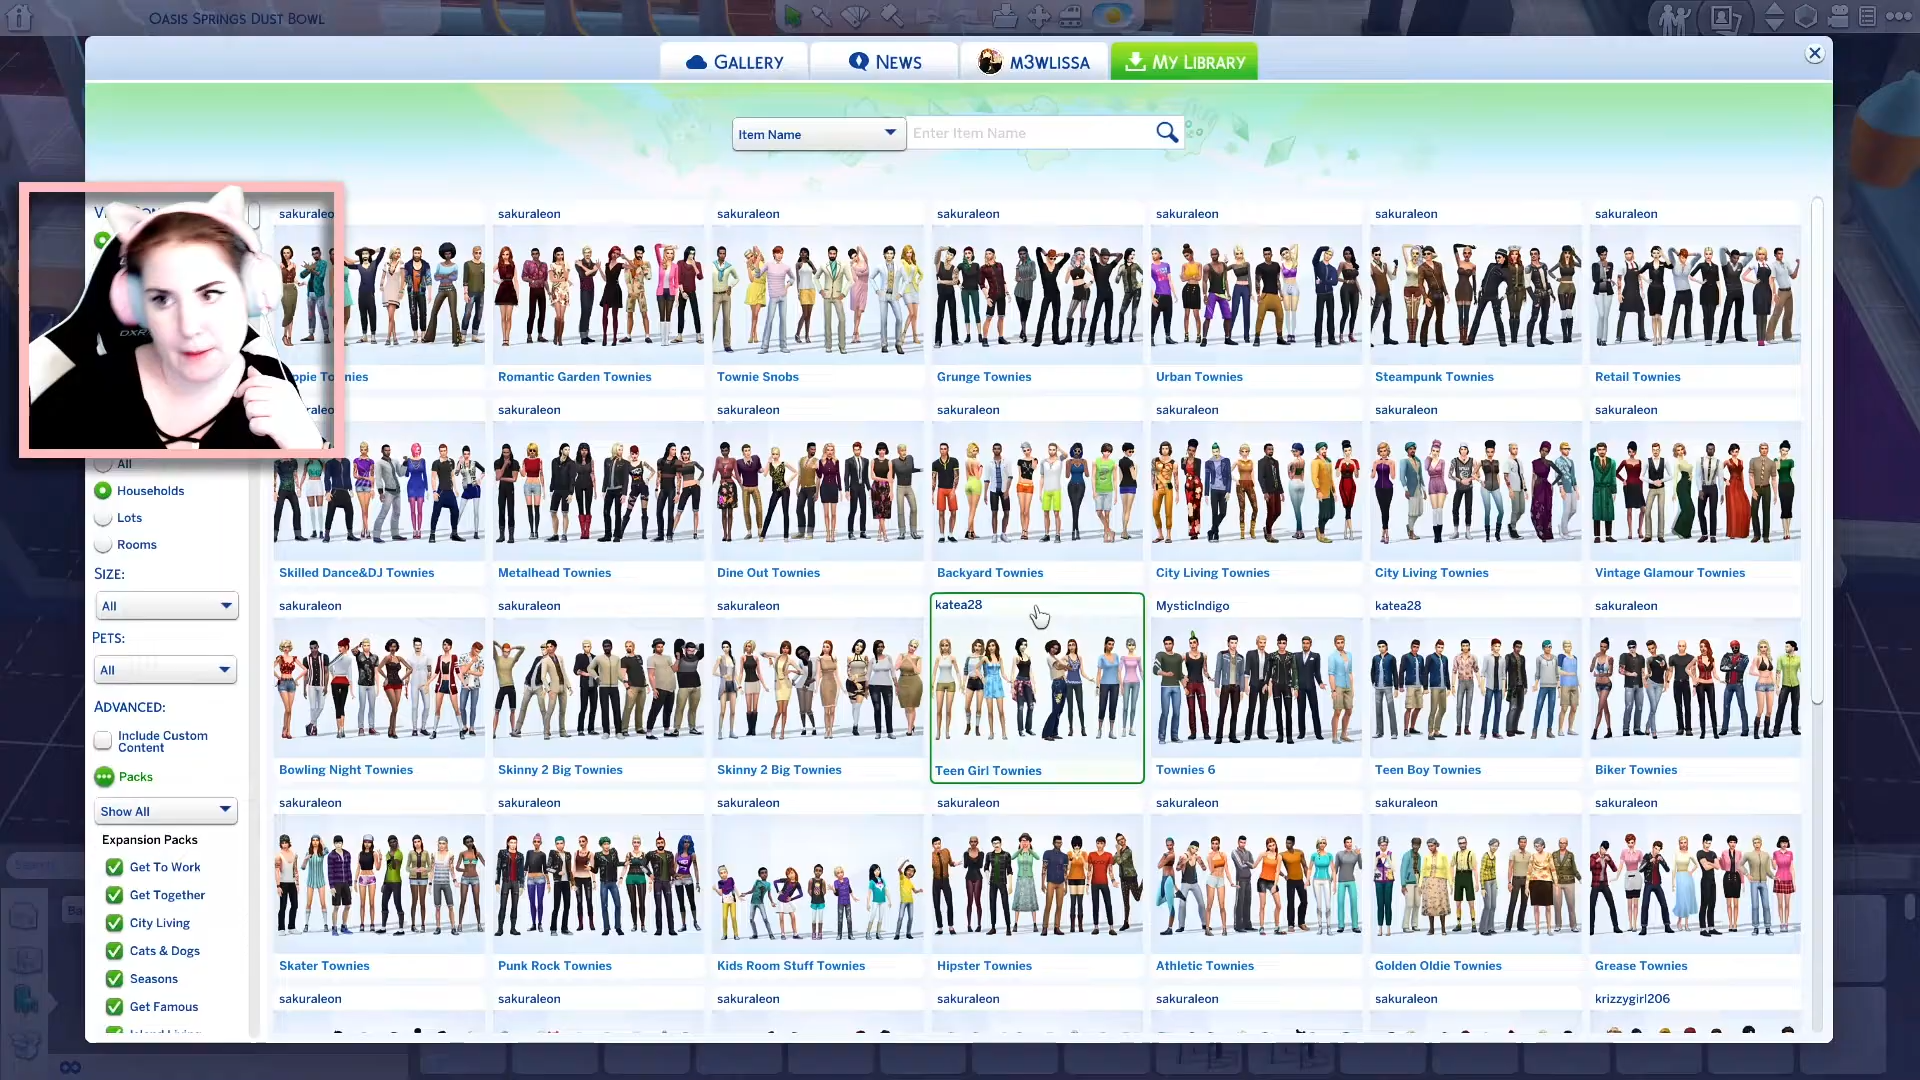 Oasis Springs Dust Bowl
Gallery
News
m3wlissa
My Library
Item Name
Enter Item Name
sakuraleon
sakuraleon
sakuraleon
sakuraleon
sakuraleon
sakuraleon
Romantic Garden Townies
Townie Snobs
Grunge Townies
Urban Townies
Steampunk Townies
Retail Townies
sakuraleon
sakuraleon
sakuraleon
sakuraleon
sakuraleon
sakuraleon
Skilled Dance&DJ Townies
Metalhead Townies
Dine Out Townies
Backyard Townies
City Living Townies
City Living Townies
Vintage Glamour Townies
sakuraleon
sakuraleon
sakuraleon
katea28
MysticIndigo
katea28
sakuraleon
Bowling Night Townies
Skinny 2 Big Townies
Skinny 2 Big Townies
Teen Girl Townies
Townies 6
Teen Boy Townies
Biker Townies
sakuraleon
sakuraleon
sakuraleon
sakuraleon
sakuraleon
sakuraleon
sakuraleon
Skater Townies
Punk Rock Townies
Kids Room Stuff Townies
Hipster Townies
Athletic Townies
Golden Oldie Townies
Grease Townies
sakuraleon
sakuraleon
sakuraleon
sakuraleon
sakuraleon
sakuraleon
krizzygirl206
All
Households
Lots
Rooms
Size:
All
Pets:
All
Advanced:
Include Custom
Content
Packs
Show All
Expansion Packs
Get To Work
Get Together
City Living
Cats & Dogs
Seasons
Get Famous